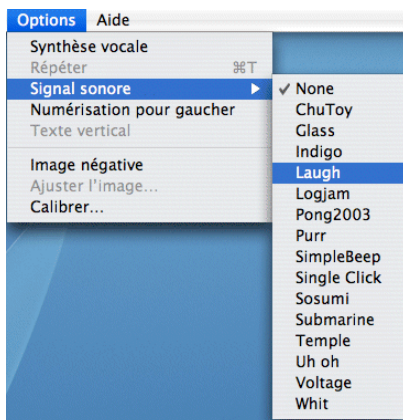 Options Aide
Synthèse vocale
Répéter ⌘T
Signal sonore ▶
Numérisation pour gaucher
Texte vertical
Image négative
Ajuster l'image...
Calibrer...
✓ None
ChuToy
Glass
Indigo
Laugh
Logjam
Pong2003
Purr
SimpleBeep
Single Click
Sosumi
Submarine
Temple
Uh oh
Voltage
Whit